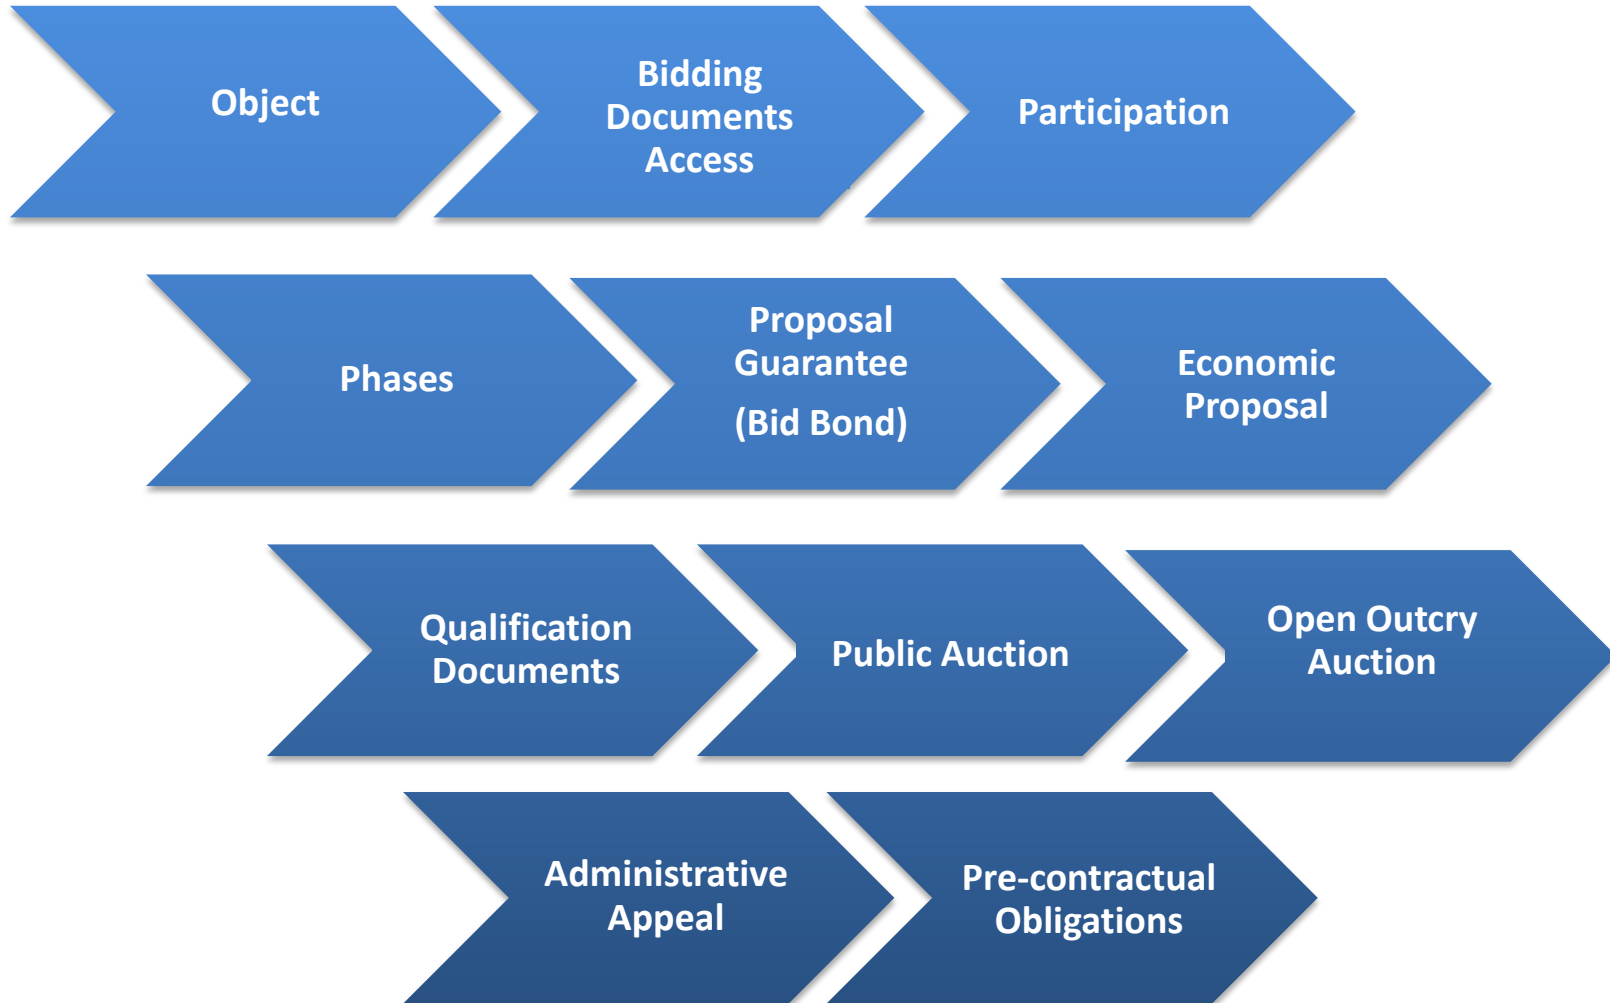 Object
Bidding
Documents
Access
Participation
Phases
Proposal
Guarantee
(Bid Bond)
Economic
Proposal
Qualification
Documents
Public Auction
Open Outcry
Auction
Administrative
Appeal
Pre-contractual
Obligations